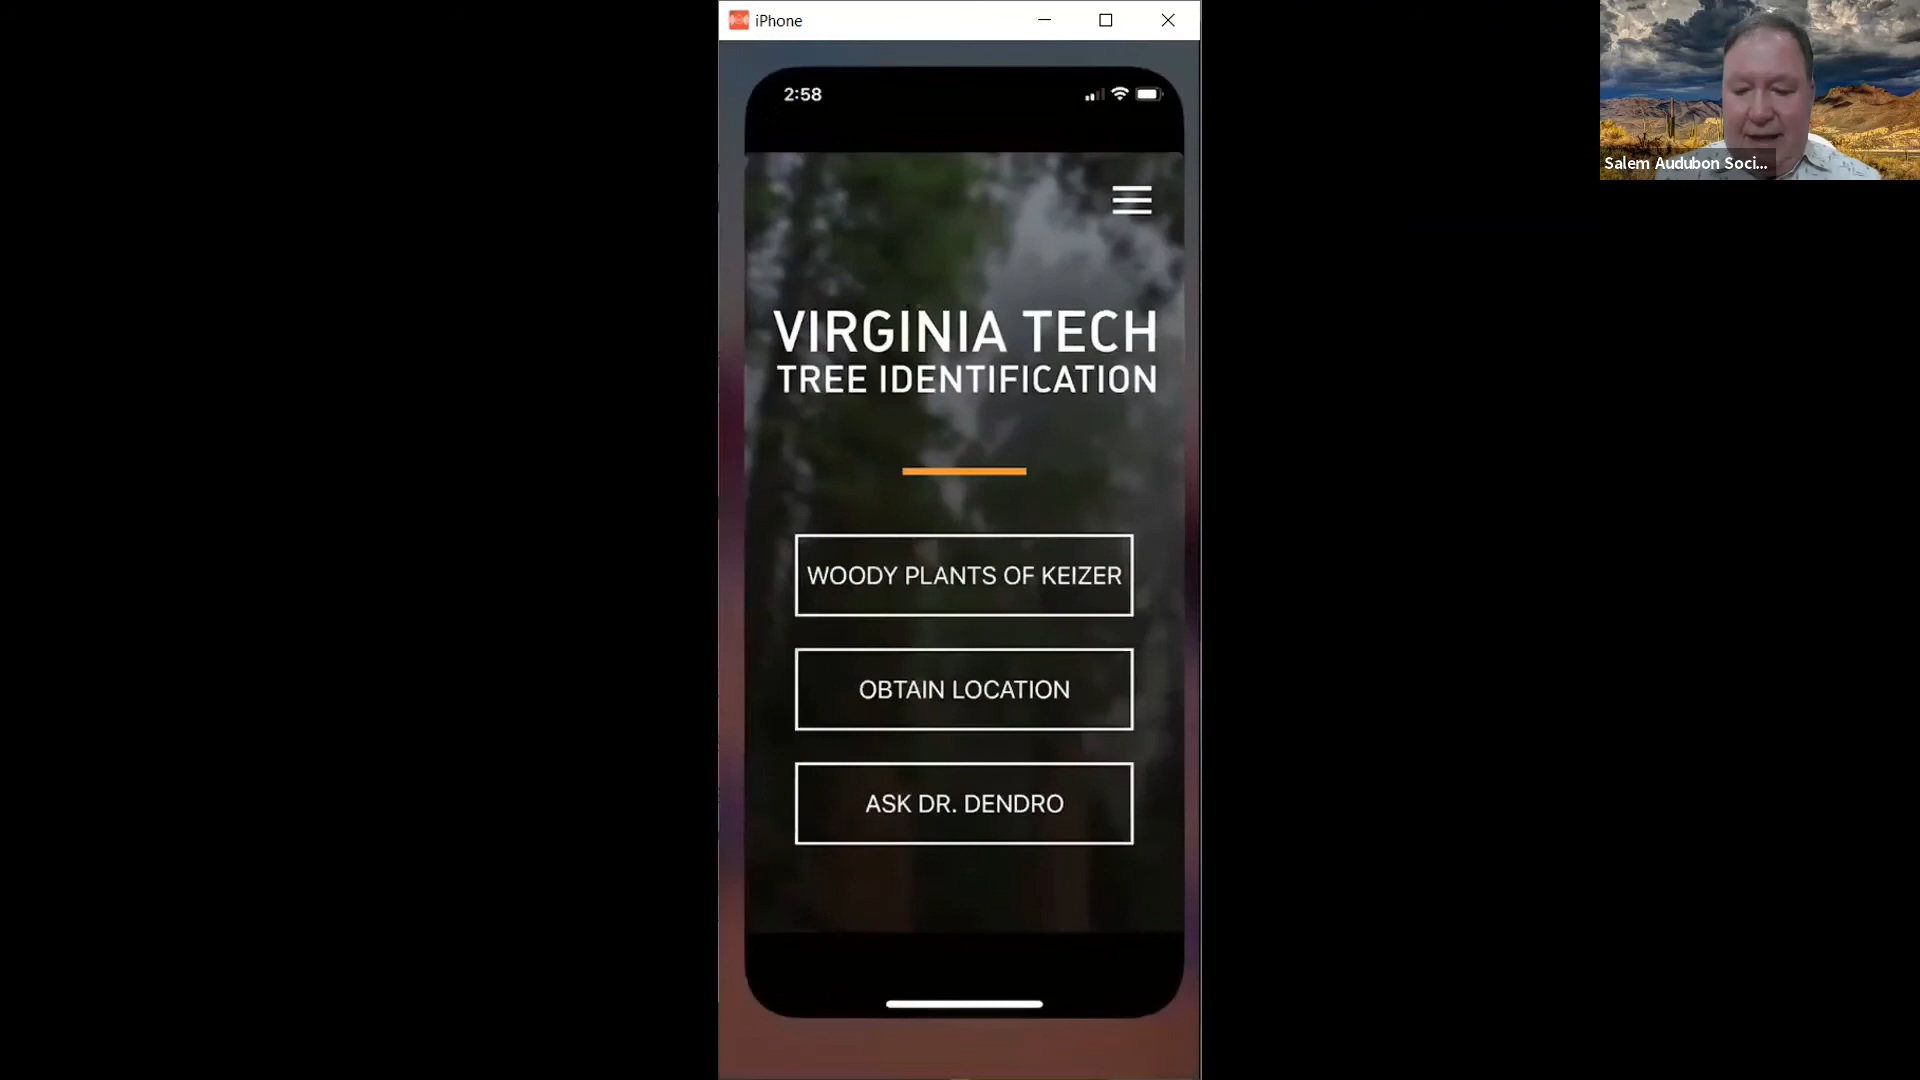 iPhone
2:58
VIRGINIA TECH
TREE IDENTIFICATION
WOODY PLANTS OF KEIZER
OBTAIN LOCATION
ASK DR. DENDRO
Salem Audubon Soci...